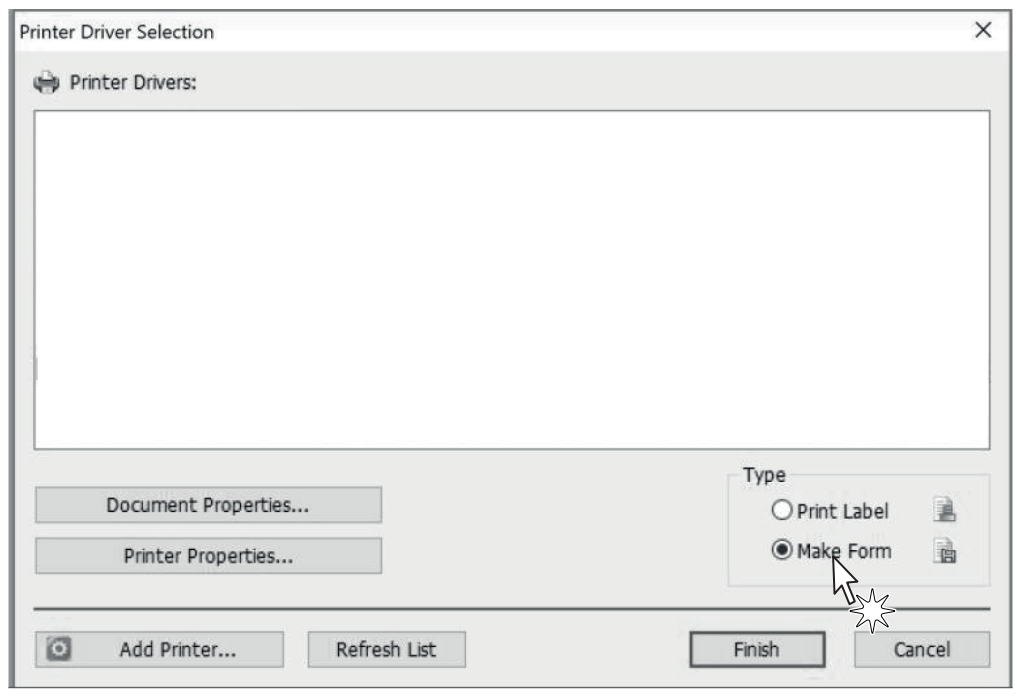 Printer Driver Selection
Printer Drivers:
Document Properties...
Printer Properties...
Type
Print Label
Make Form
Add Printer...
Refresh List
Finish
Cancel